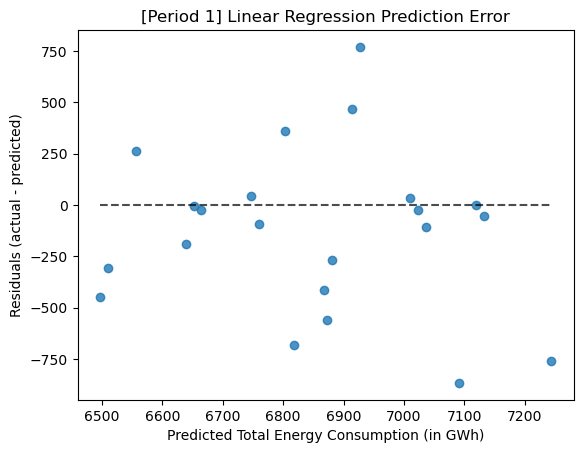 [Period 1] Linear Regression Prediction Error
750
500
250
0
−250
−500
−750
Residuals (actual - predicted)
6500 6600 6700 6800 6900 7000 7100 7200
Predicted Total Energy Consumption (in GWh)